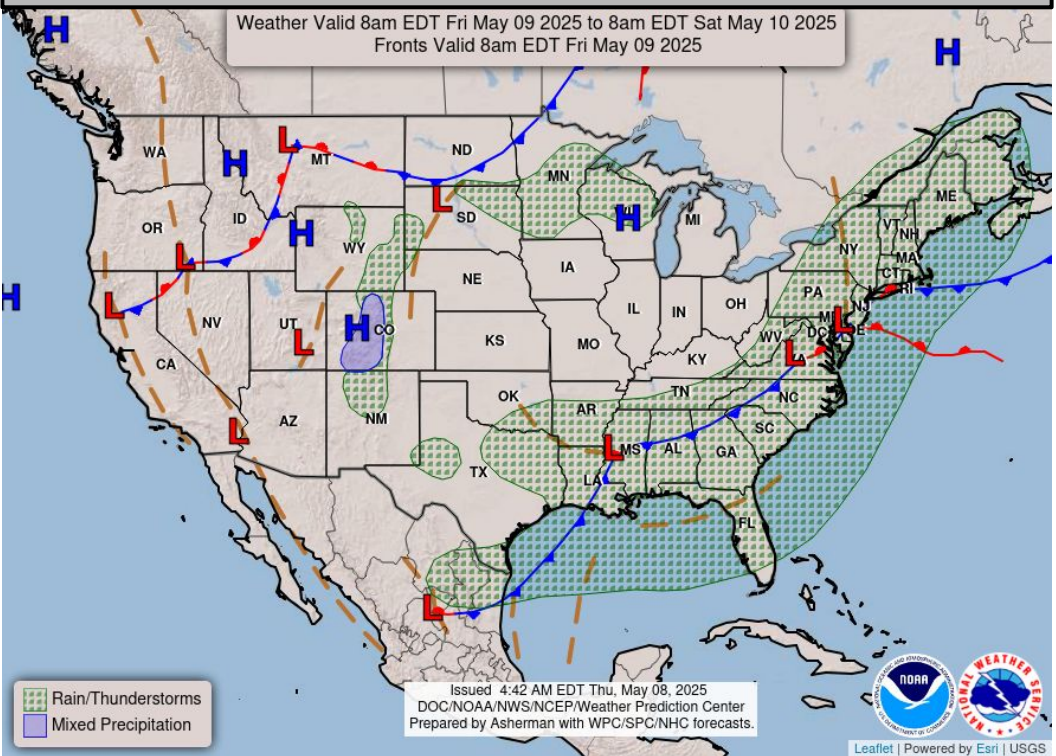 Weather Valid 8am EDT Fri May 09 2025 to 8am EDT Sat May 10 2025
Fronts Valid 8am EDT Fri May 09 2025
H
H
WA
L
MT
ND
MN
H
ID
OR
H
WY
L
SD
H
MI
ME
VT
NH
NY
MA
CT
RI
L
H
L
NV
UT
L
H
CO
NE
IA
IL
IN
OH
PA
NJ
L
DE
DC
WV
L
VA
CA
KS
MO
KY
L
AZ
NM
OK
AR
TN
NC
SC
L
MS
AL
GA
TX
LA
FL
L
Rain/Thunderstorms
Mixed Precipitation
Issued 4:42 AM EDT Thu, May 08, 2025
DOC/NOAA/NWS/NCEP/Weather Prediction Center
Prepared by Asherman with WPC/SPC/NHC forecasts.
NOAA
NATIONAL WEATHER SERVICE
Leaflet | Powered by Esri | USGS